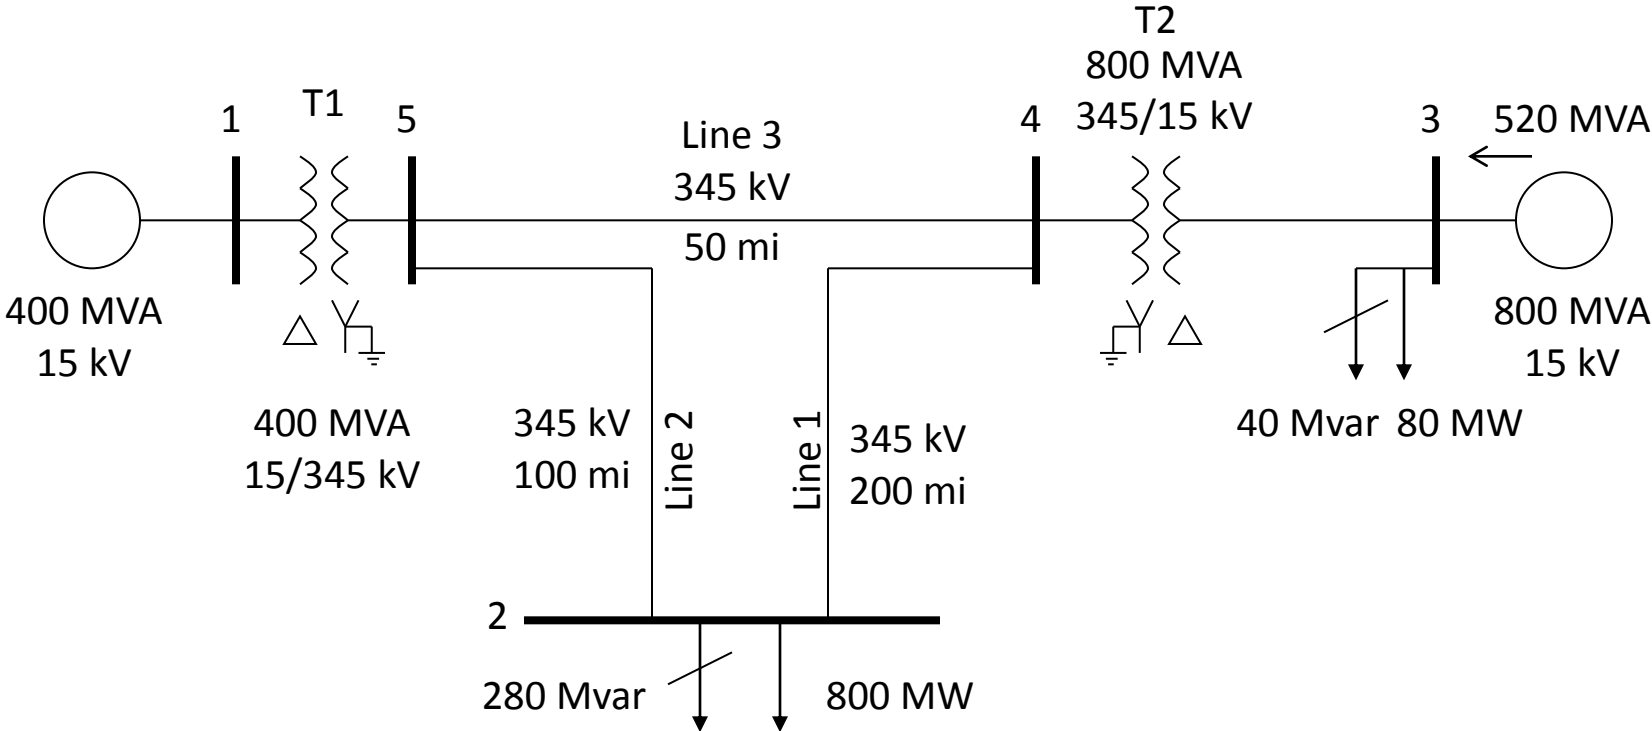 T2
800 MVA
345/15 kV
T1
1
5
4
3
520 MVA
Line 3
345 kV
50 mi
400 MVA
15 kV
800 MVA
15 kV
400 MVA
15/345 kV
345 kV
100 mi
Line 2
Line 1
345 kV
200 mi
40 Mvar 80 MW
2
280 Mvar
800 MW